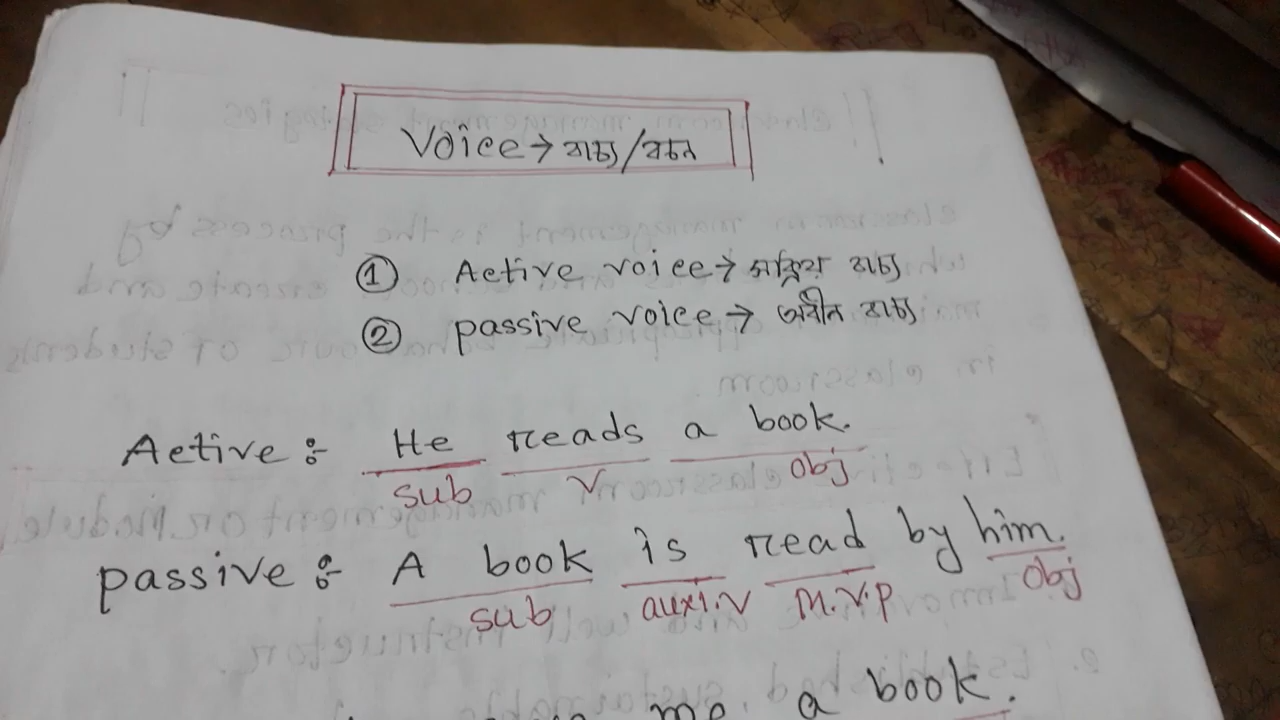 Voice → বাচ্য/বচন
① Active voice → সক্রিয় বাচ্য
② passive voice → অধীন বাচ্য
Active :- He reads a book.
sub v obj
passive :- A book is read by him.
sub auxi.v m.v.p obj
me a book.